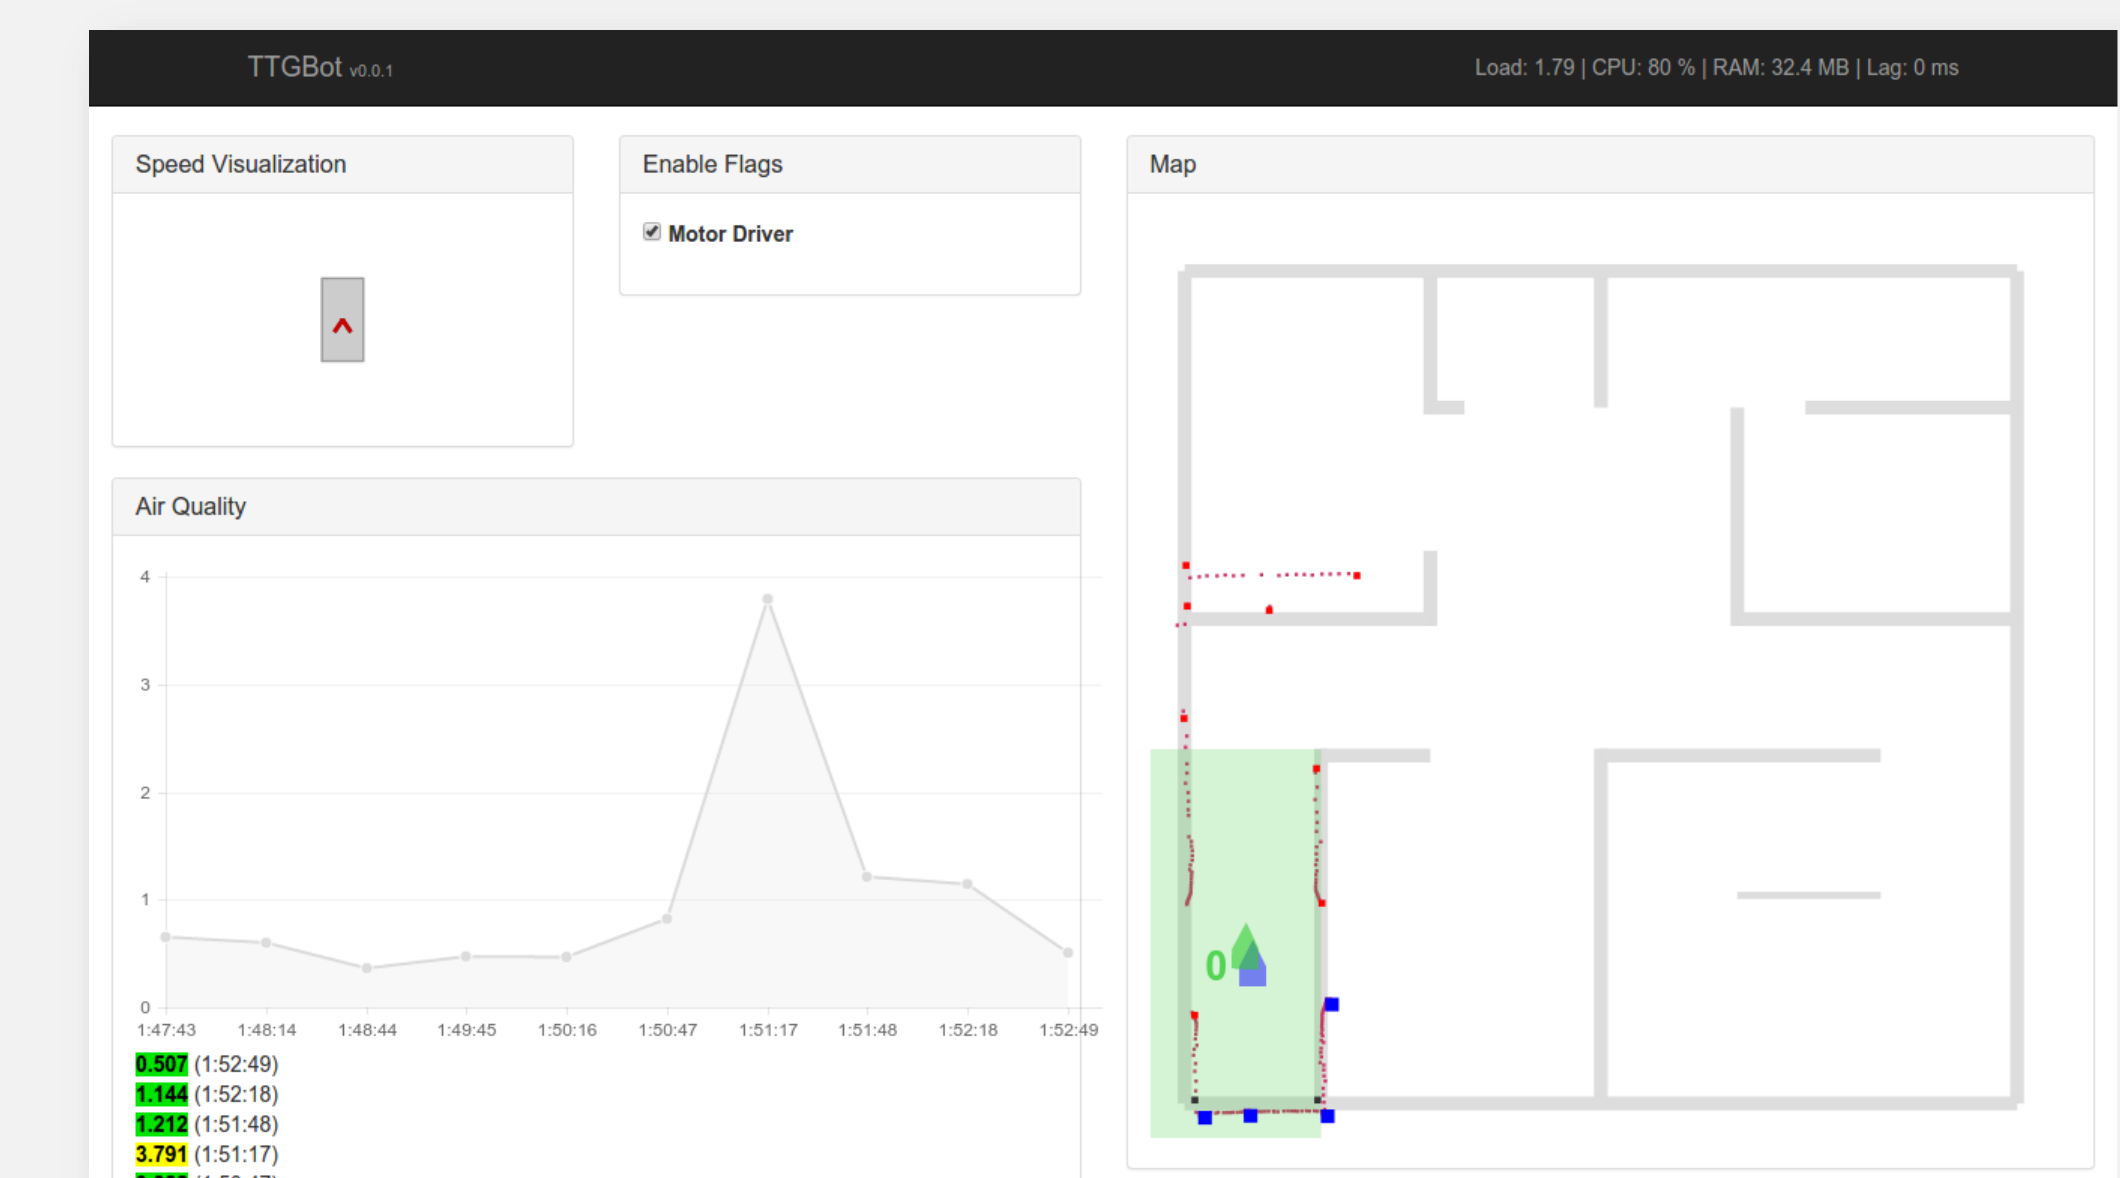 TTGBot v0.0.1
Load: 1.79 | CPU: 80 % | RAM: 32.4 MB | Lag: 0 ms
Speed Visualization
Enable Flags
Motor Driver
Map
Air Quality
4
3
2
1
0
1:47:43 1:48:14 1:48:44 1:49:45 1:50:16 1:50:47 1:51:17 1:51:48 1:52:18 1:52:49
0.507 (1:52:49)
1.144 (1:52:18)
1.212 (1:51:48)
3.791 (1:51:17)
0